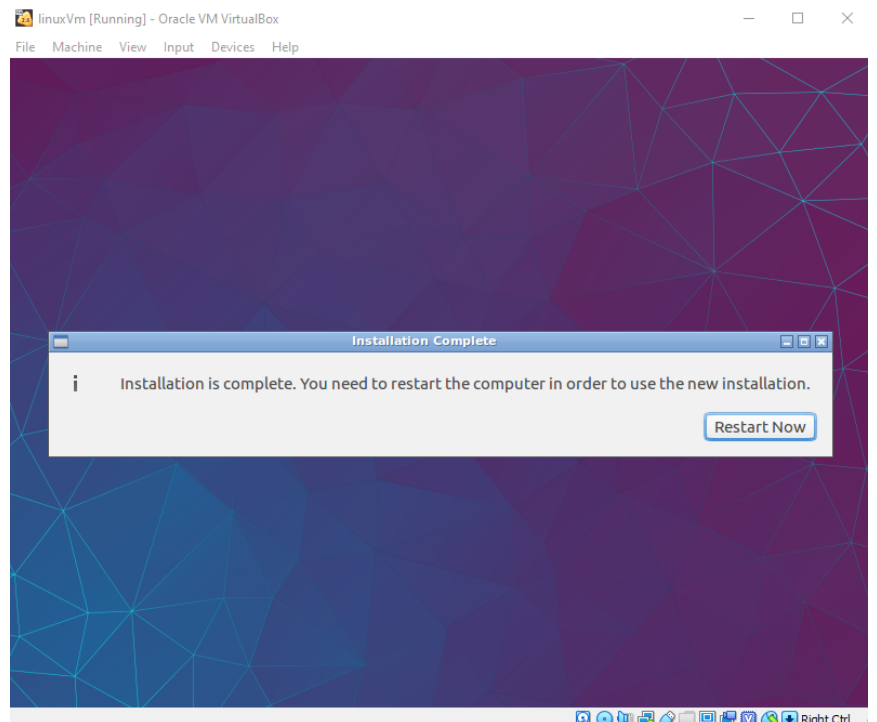 linuxVm [Running] - Oracle VM VirtualBox
File Machine View Input Devices Help
Installation Complete
Installation is complete. You need to restart the computer in order to use the new installation.
Restart Now
Right Ctrl